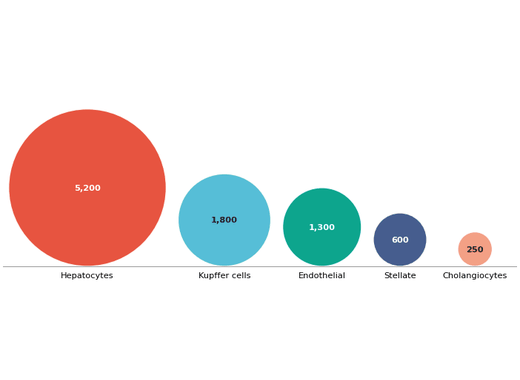 5,200
1,800
1,300
600
250
Hepatocytes
Kupffer cells
Endothelial
Stellate
Cholangiocytes